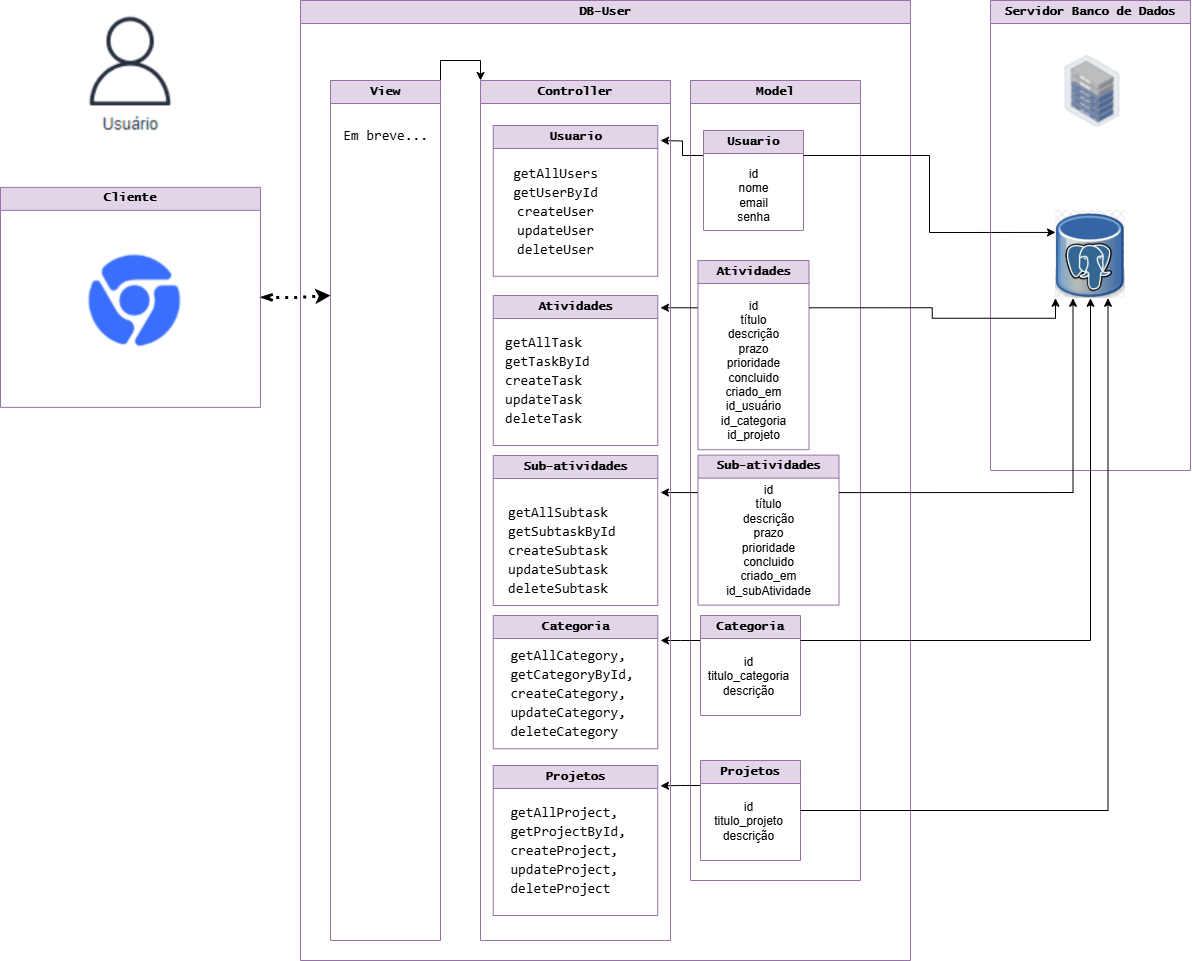 Usuário
Cliente
DB-User
View
Em breve...
Controller
Usuario
getAllUsers
getUserById
createUser
updateUser
deleteUser
Atividades
getAllTask
getTaskById
createTask
updateTask
deleteTask
Sub-atividades
getAllSubtask
getSubtaskById
createSubtask
updateSubtask
deleteSubtask
Categoria
getAllCategory,
getCategoryById,
createCategory,
updateCategory,
deleteCategory
Projetos
getAllProject,
getProjectById,
createProject,
updateProject,
deleteProject
Model
Usuario
id
nome
email
senha
Atividades
id
título
descrição
prazo
prioridade
concluido
criado_em
id_usuário
id_categoria
id_projeto
Sub-atividades
id
título
descrição
prazo
prioridade
concluido
criado_em
id_subAtividade
Categoria
id
titulo_categoria
descrição
Projetos
id
titulo_projeto
descrição
Servidor Banco de Dados